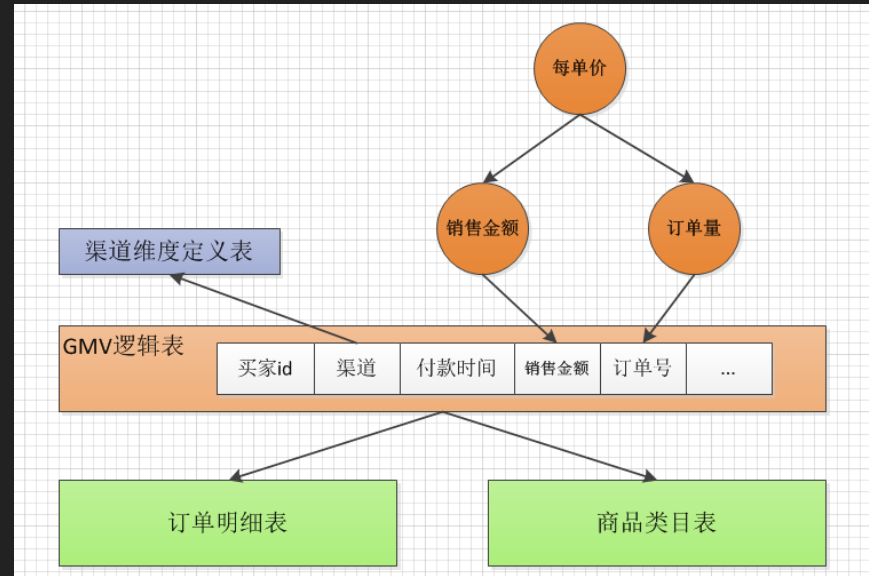 每单价
销售金额
订单量
渠道维度定义表
GMV逻辑表
买家id
渠道
付款时间
销售金额
订单号
...
订单明细表
商品类目表